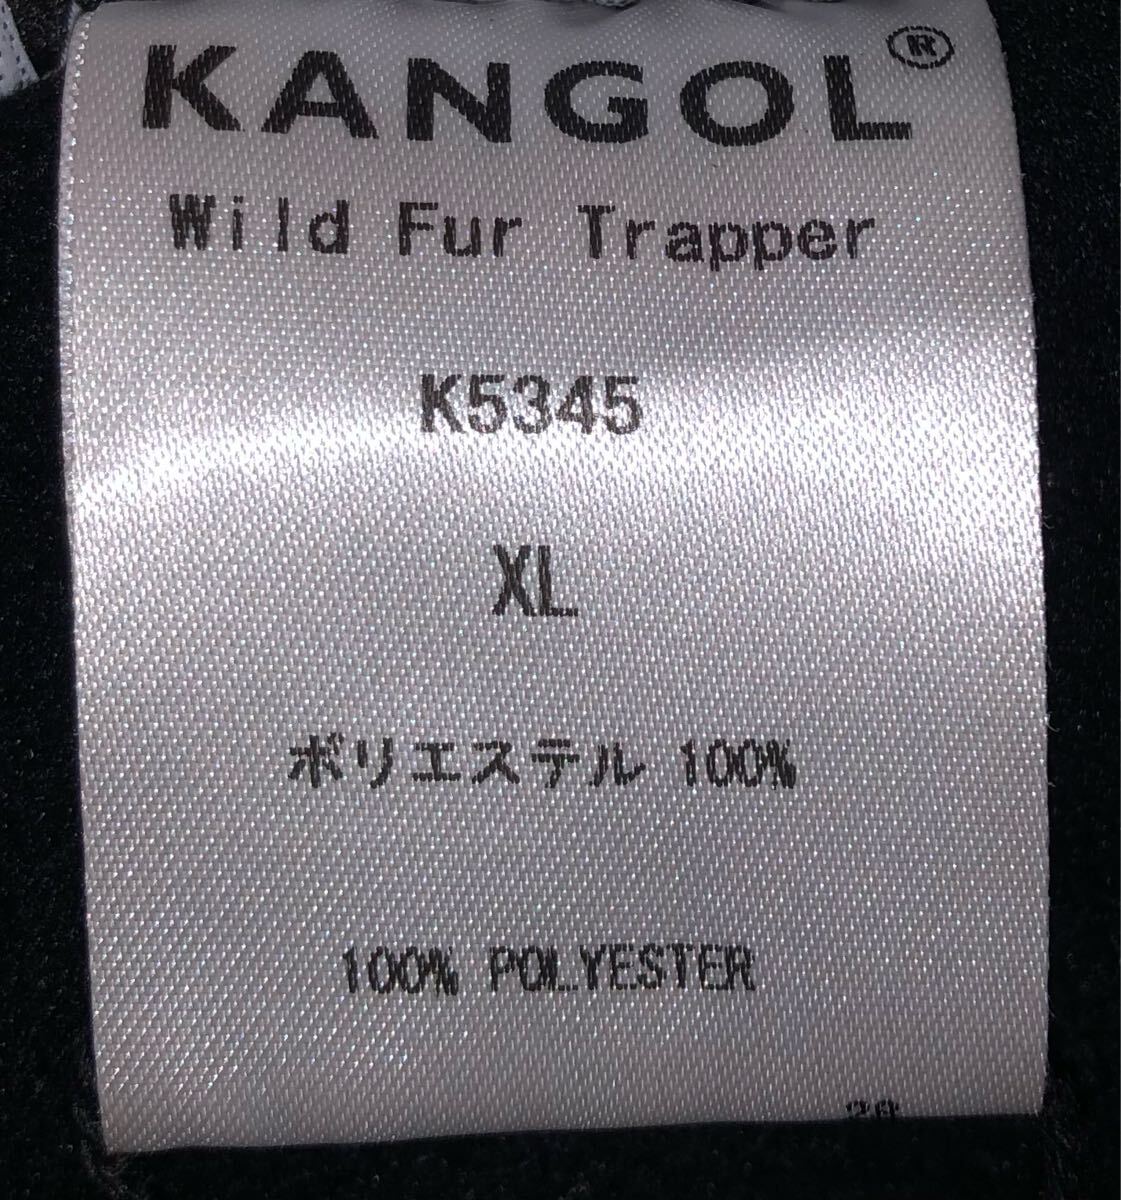 KANGOL®
Wild Fur Trapper
K5345
XL
ポリエステル 100%
100% POLYESTER